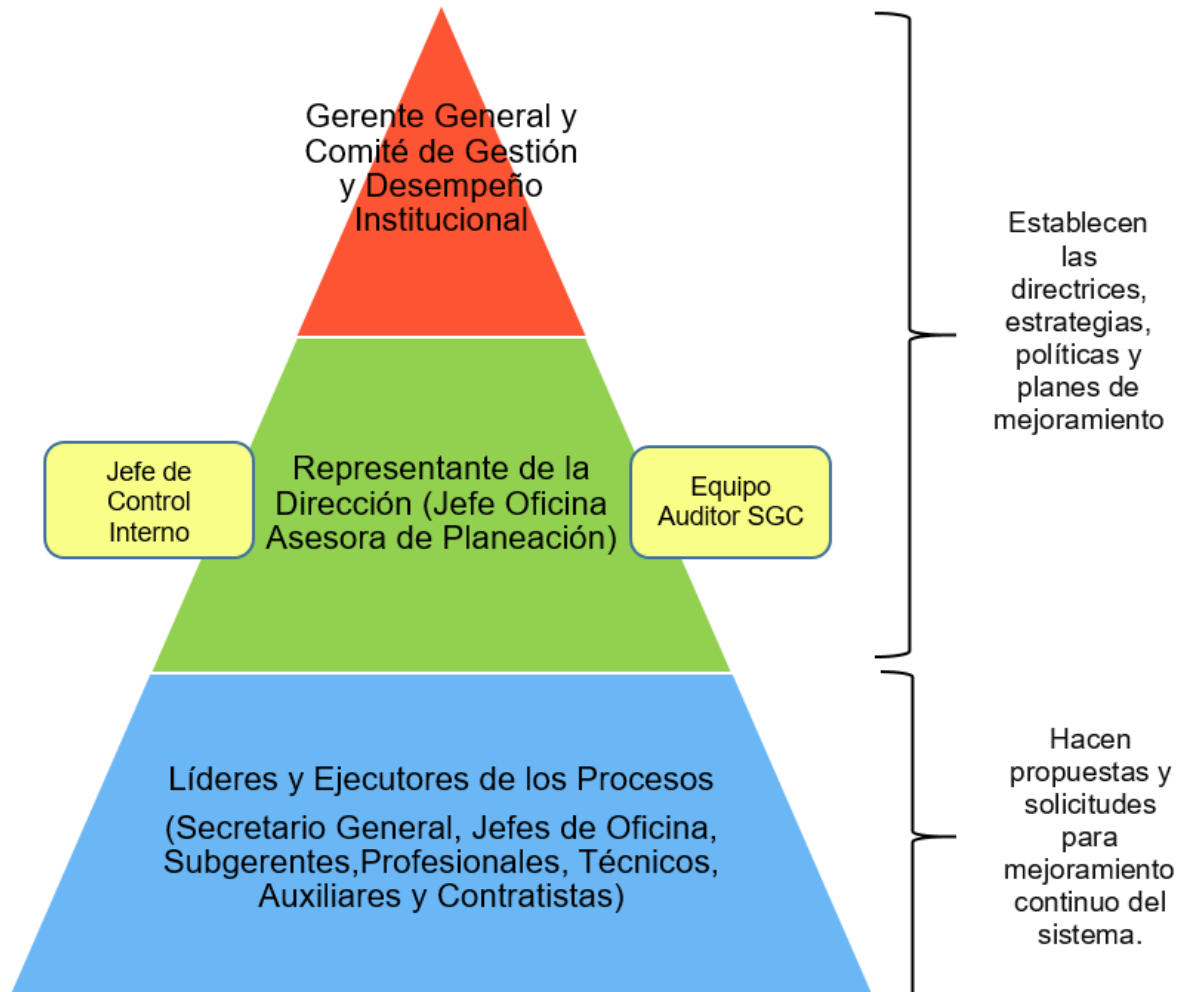 Gerente General y
Comité de Gestión
y Desempeño
Institucional
Establecen
las
directrices,
estrategias,
políticas y
planes de
mejoramiento
Jefe de
Control
Interno
Representante de la
Dirección (Jefe Oficina
Asesora de Planeación)
Equipo
Auditor SGC
Líderes y Ejecutores de los Procesos
(Secretario General, Jefes de Oficina,
Subgerentes,Profesionales, Técnicos,
Auxiliares y Contratistas)
Hacen
propuestas y
solicitudes
para
mejoramiento
continuo del
sistema.